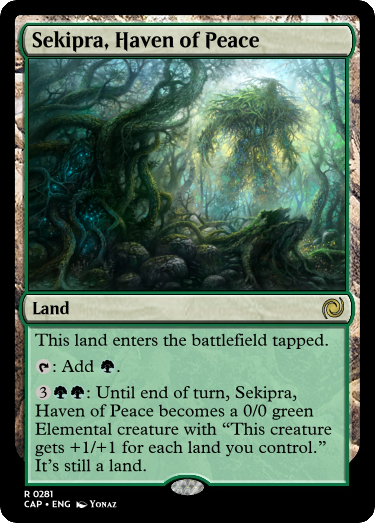 Sekipra, Haven of Peace
Land
This land enters the battlefield tapped.
: Add .
3 : Until end of turn, Sekipra,
Haven of Peace becomes a 0/0 green
Elemental creature with “This creature
gets +1/+1 for each land you control.”
It's still a land.
R 0281
CAP • ENG Yonaz